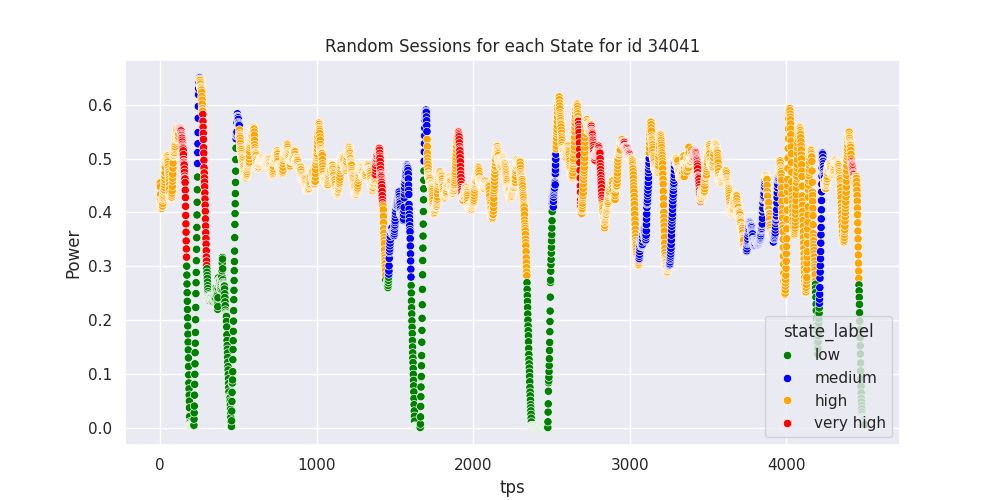 Random Sessions for each State for id 34041
Power
0.6
0.5
0.4
0.3
0.2
0.1
0.0
0 1000 2000 3000 4000
tps
state_label
low
medium
high
very high